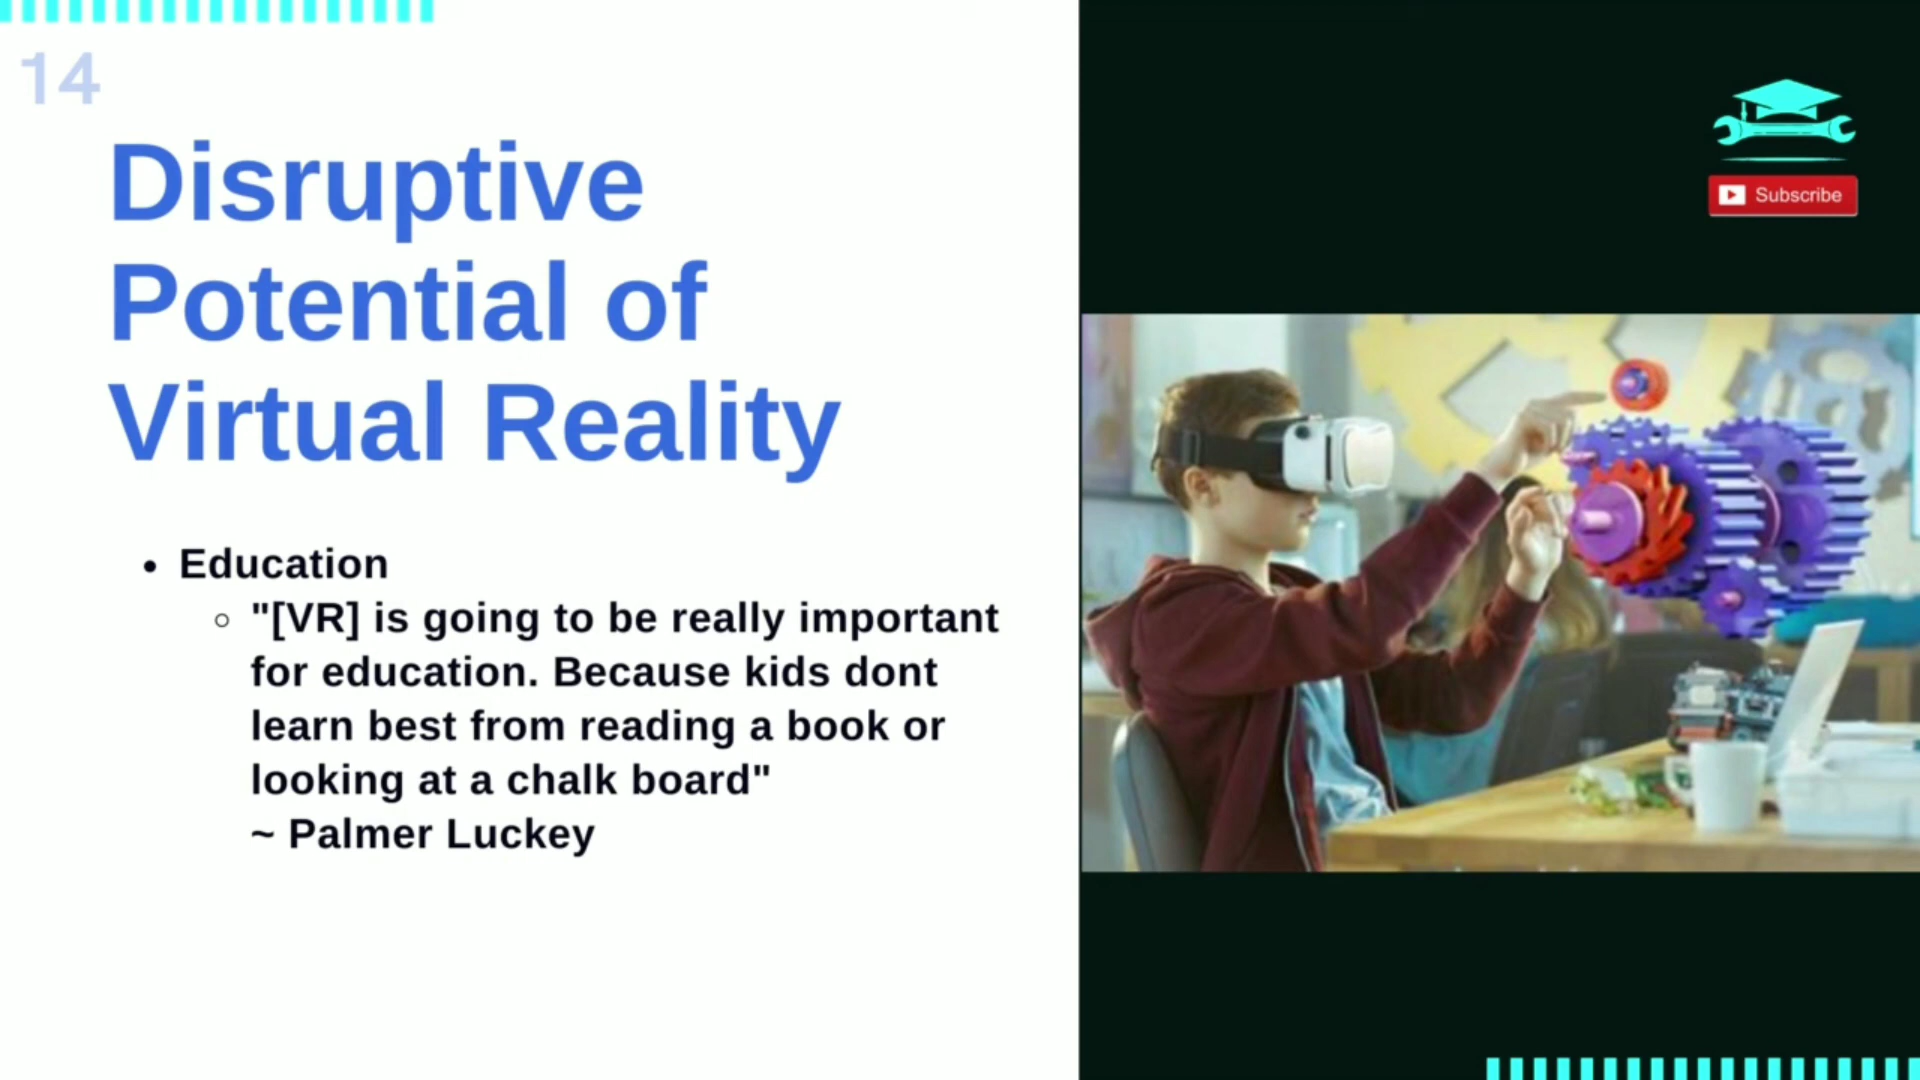 14
Disruptive
Potential of
Virtual Reality
• Education
○ "[VR] is going to be really important
for education. Because kids dont
learn best from reading a book or
looking at a chalk board"
~ Palmer Luckey
Subscribe